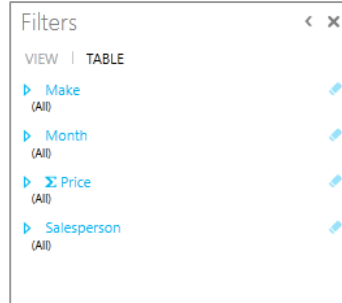 Filters
VIEW | TABLE
Make
(All)
Month
(All)
Σ Price
(All)
Salesperson
(All)